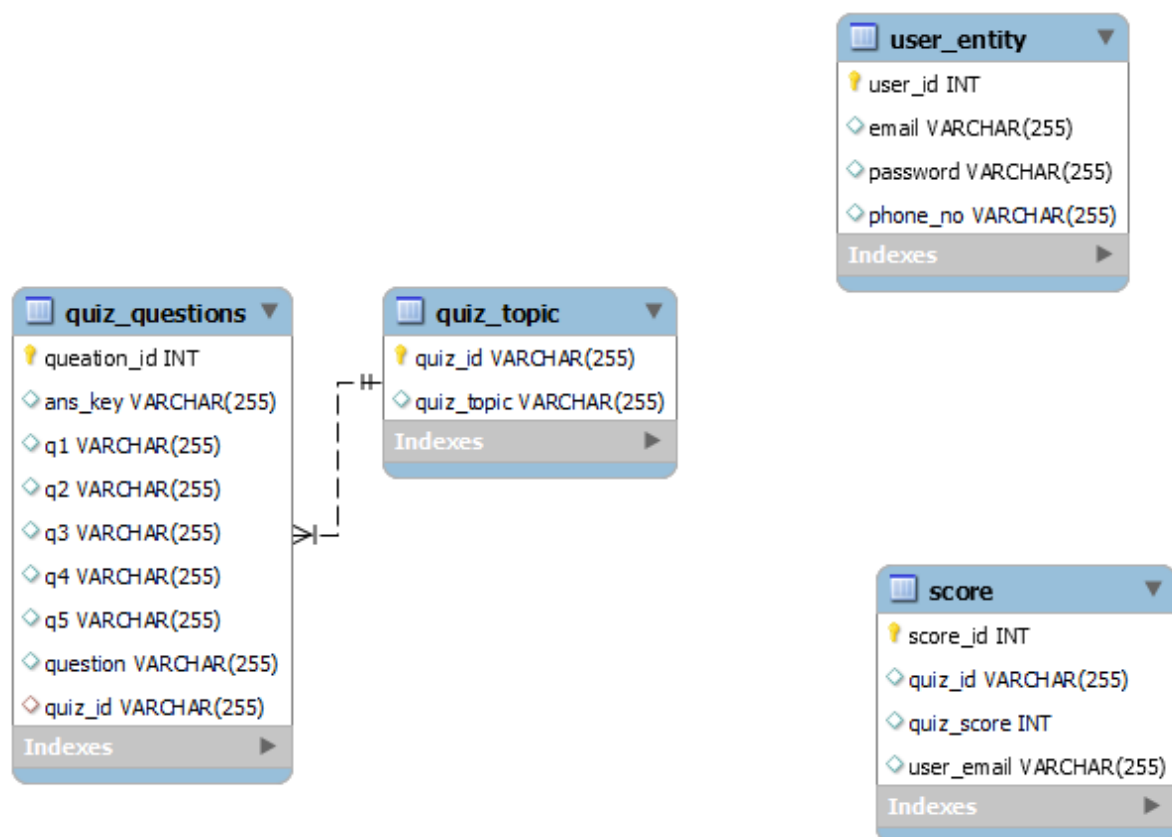 user_entity
user_id INT
email VARCHAR(255)
password VARCHAR(255)
phone_no VARCHAR(255)
Indexes
quiz_questions
queation_id INT
ans_key VARCHAR(255)
q1 VARCHAR(255)
q2 VARCHAR(255)
q3 VARCHAR(255)
q4 VARCHAR(255)
q5 VARCHAR(255)
question VARCHAR(255)
quiz_id VARCHAR(255)
Indexes
quiz_topic
quiz_id VARCHAR(255)
quiz_topic VARCHAR(255)
Indexes
score
score_id INT
quiz_id VARCHAR(255)
quiz_score INT
user_email VARCHAR(255)
Indexes